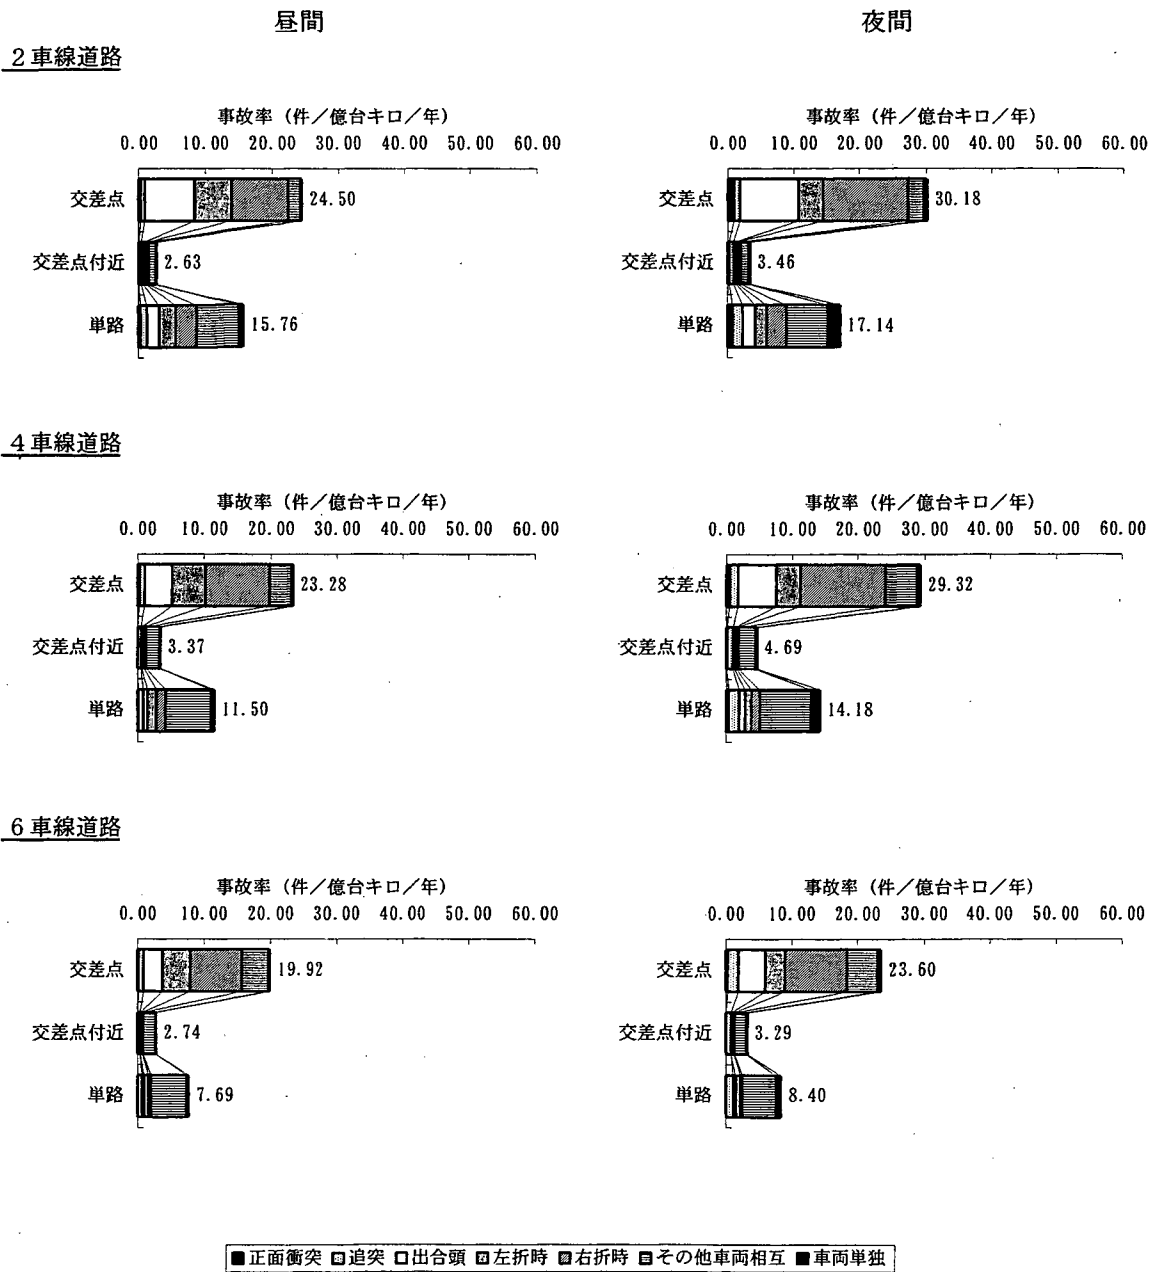 昼間
夜間
2車線道路
事故率（件／億台キロ／年）
0.00 10.00 20.00 30.00 40.00 50.00 60.00
交差点 24.50
交差点付近 2.63
単路 15.76
事故率（件／億台キロ／年）
0.00 10.00 20.00 30.00 40.00 50.00 60.00
交差点 30.18
交差点付近 3.46
単路 17.14
4車線道路
事故率（件／億台キロ／年）
0.00 10.00 20.00 30.00 40.00 50.00 60.00
交差点 23.28
交差点付近 3.37
単路 11.50
事故率（件／億台キロ／年）
0.00 10.00 20.00 30.00 40.00 50.00 60.00
交差点 29.32
交差点付近 4.69
単路 14.18
6車線道路
事故率（件／億台キロ／年）
0.00 10.00 20.00 30.00 40.00 50.00 60.00
交差点 19.92
交差点付近 2.74
単路 7.69
事故率（件／億台キロ／年）
0.00 10.00 20.00 30.00 40.00 50.00 60.00
交差点 23.60
交差点付近 3.29
単路 8.40
正面衝突 追突 出合頭 左折時 右折時 その他車両相互 車両単独